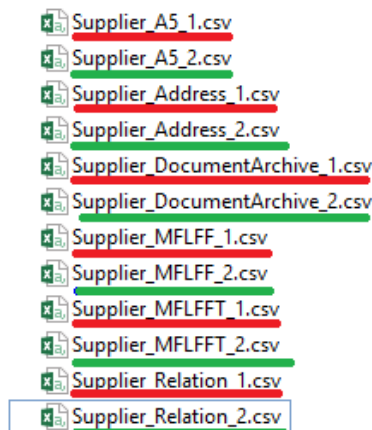 Supplier_A5_1.csv
Supplier_A5_2.csv
Supplier_Address_1.csv
Supplier_Address_2.csv
Supplier_DocumentArchive_1.csv
Supplier_DocumentArchive_2.csv
Supplier_MFLFF_1.csv
Supplier_MFLFF_2.csv
Supplier_MFLFFT_1.csv
Supplier_MFLFFT_2.csv
Supplier_Relation_1.csv
Supplier_Relation_2.csv